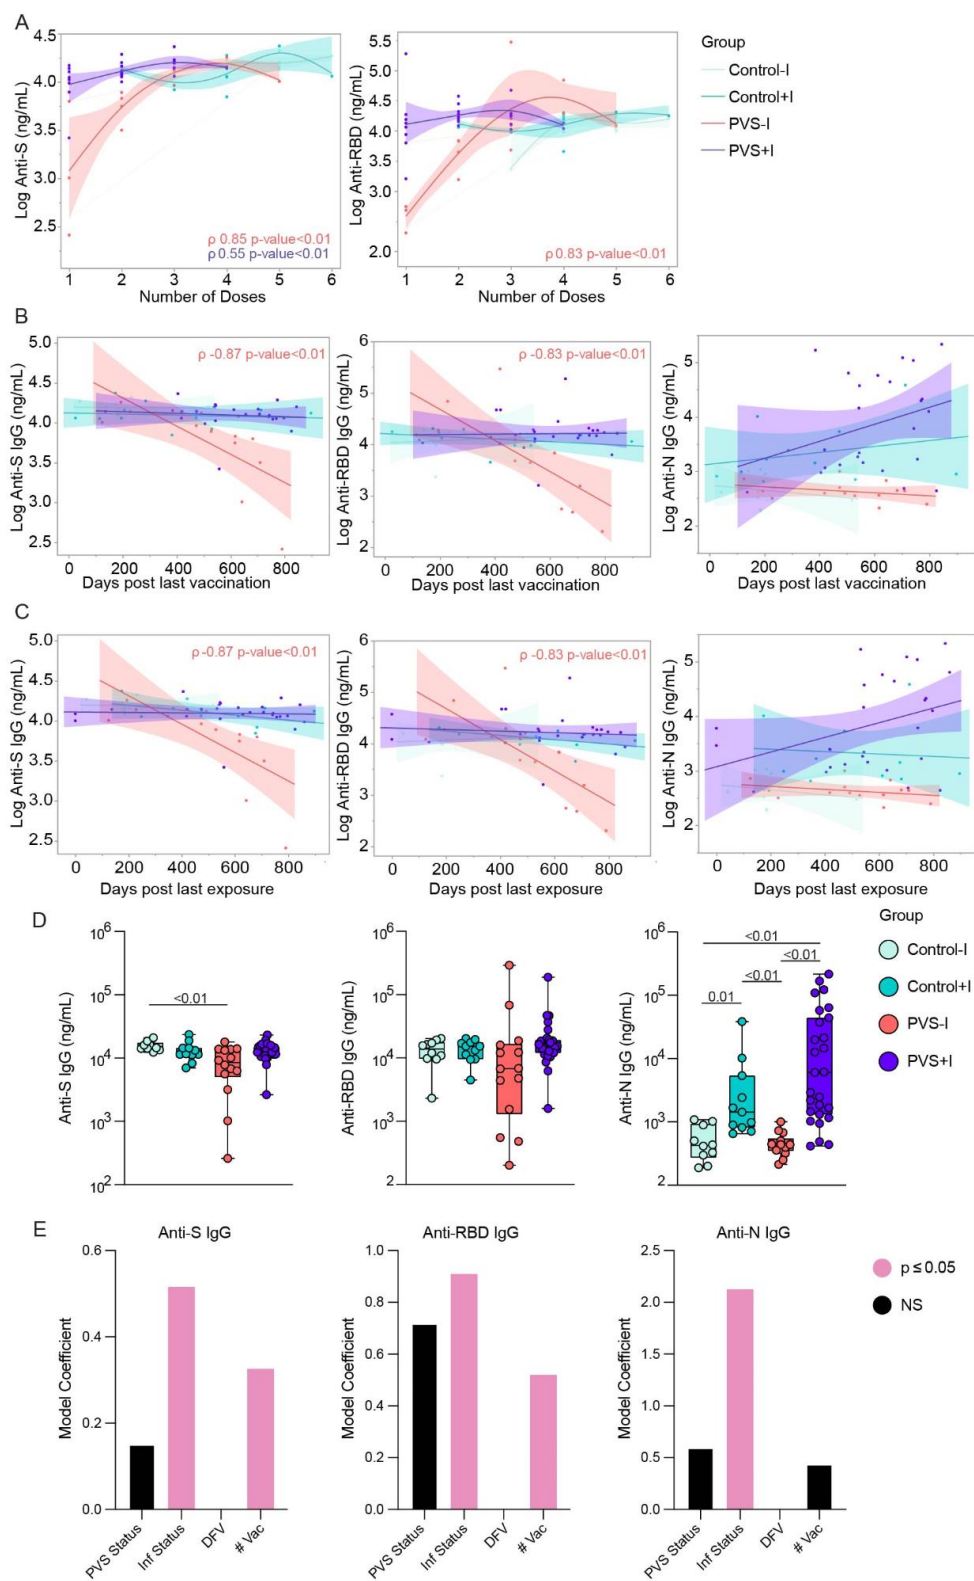 A
4.5
4.0
3.5
3.0
2.5
Log Anti-S (ng/mL)
ρ 0.85 p-value<0.01
ρ 0.55 p-value<0.01
1 2 3 4 5 6
Number of Doses
5.5
5.0
4.5
4.0
3.0
2.0
Log Anti-RBD (ng/mL)
ρ 0.83 p-value<0.01
1 2 3 4 5 6
Number of Doses
Group
Control-I
Control+I
PVS-I
PVS+I
B
5.0
4.5
4.0
3.5
3.0
2.5
Log Anti-S IgG (ng/mL)
ρ -0.87 p-value<0.01
0 200 400 600 800
Days post last vaccination
6
5
4
3
2
Log Anti-RBD IgG (ng/mL)
ρ -0.83 p-value<0.01
0 200 400 600 800
Days post last vaccination
5
4
3
2
Log Anti-N IgG (ng/mL)
0 200 400 600 800
Days post last vaccination
C
5.0
4.5
4.0
3.5
3.0
2.5
Log Anti-S IgG (ng/mL)
ρ -0.87 p-value<0.01
0 200 400 600 800
Days post last exposure
6
5
4
3
2
Log Anti-RBD IgG (ng/mL)
ρ -0.83 p-value<0.01
0 200 400 600 800
Days post last exposure
5
4
3
2
Log Anti-N IgG (ng/mL)
0 200 400 600 800
Days post last exposure
D
10⁶
10⁵
10⁴
10³
10²
Anti-S IgG (ng/mL)
<0.01
10⁶
10⁵
10⁴
10³
2
Anti-RBD IgG (ng/mL)
10⁶
10⁵
10⁴
10³
2
Anti-N IgG (ng/mL)
<0.01
<0.01
<0.01
0.01
Group
Control-I
Control+I
PVS-I
PVS+I
E
Anti-S IgG
0.6
0.4
0.2
0.0
Model Coefficient
PVS Status
Inf Status
DFV
# Vac
Anti-RBD IgG
1.0
0.8
0.6
0.4
0.2
0.0
Model Coefficient
PVS Status
Inf Status
DFV
# Vac
Anti-N IgG
2.5
2.0
1.5
1.0
0.5
0.0
Model Coefficient
PVS Status
Inf Status
DFV
# Vac
p ≤ 0.05
NS